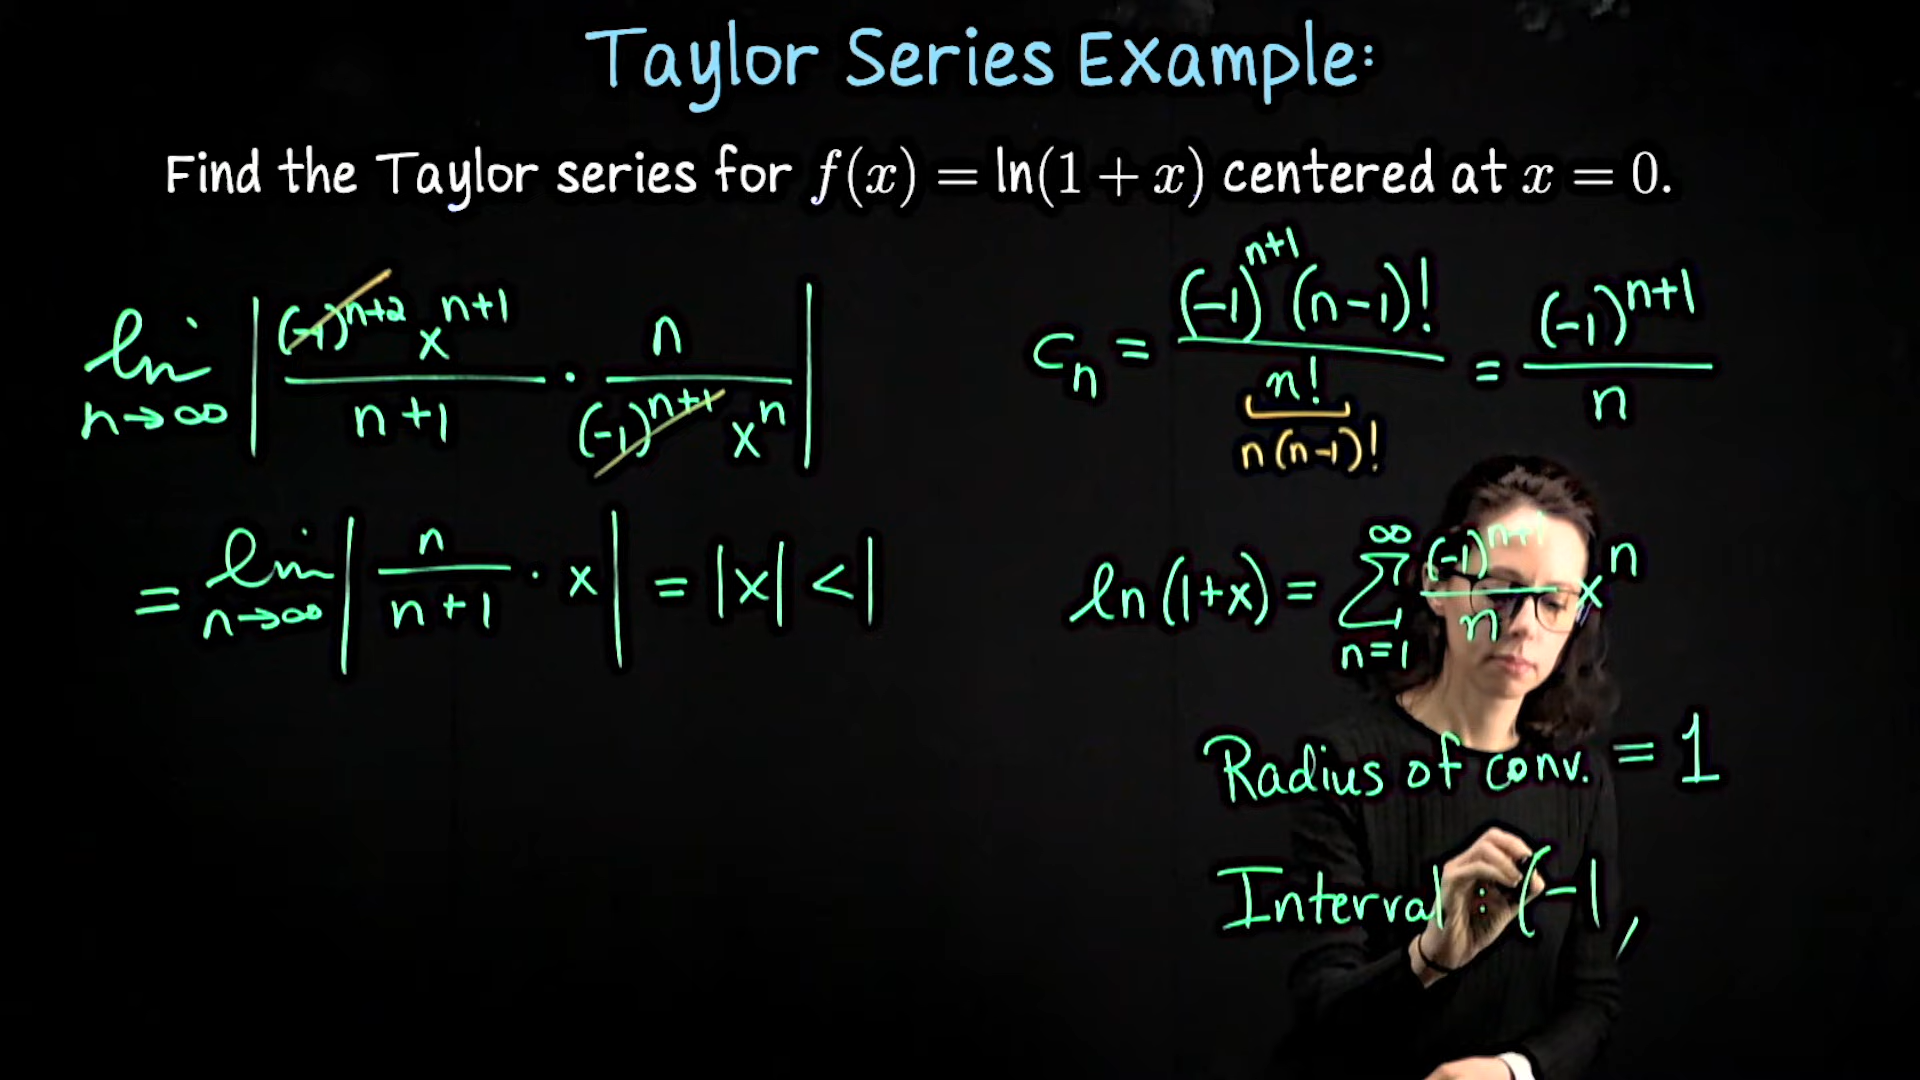 Taylor Series Example:
Find the Taylor series for f(x) = ln(1 + x) centered at x = 0.
lim n→∞ | (-1)^{n+2} x^{n+1} / n+1 · n / (-1)^{n+1} x^n |
= lim n→∞ | n / n+1 · x | = |x| < 1
c_n = (-1)^{n+1} (n-1)! / n! = (-1)^{n+1} / n
n(n-1)!
ln(1+x) = ∑_{n=1}^{∞} (-1)^{n+1} / n x^n
Radius of conv. = 1
Interval : (-1,